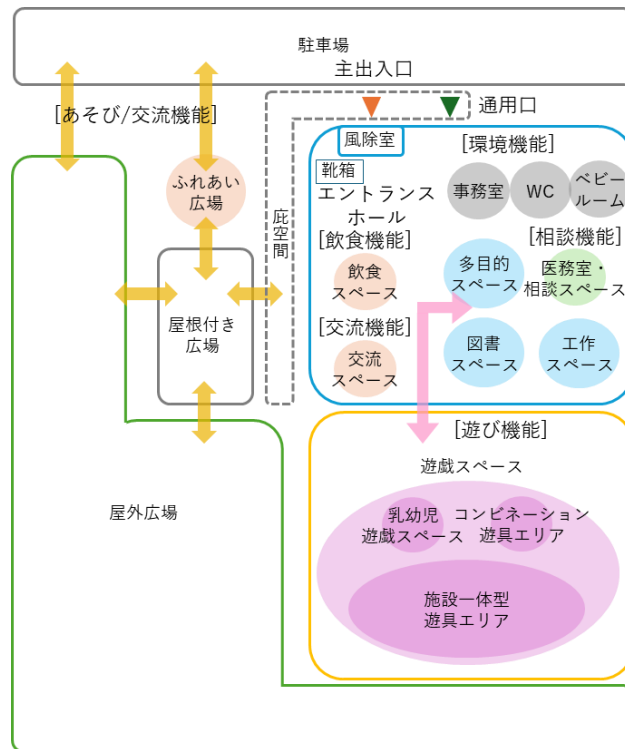 駐車場
主出入口
[あそび/交流機能]
通用口
風除室
[環境機能]
靴箱
エントランス
ホール
事務室
WC
ベビー
ルーム
ふれあい
広場
庇空間
[飲食機能]
[相談機能]
飲食
スペース
多目的
スペース
医務室・
相談スペース
屋根付き
広場
[交流機能]
交流
スペース
図書
スペース
工作
スペース
[遊び機能]
遊戯スペース
屋外広場
乳幼児
遊戯スペース
コンビネーション
遊具エリア
施設一体型
遊具エリア